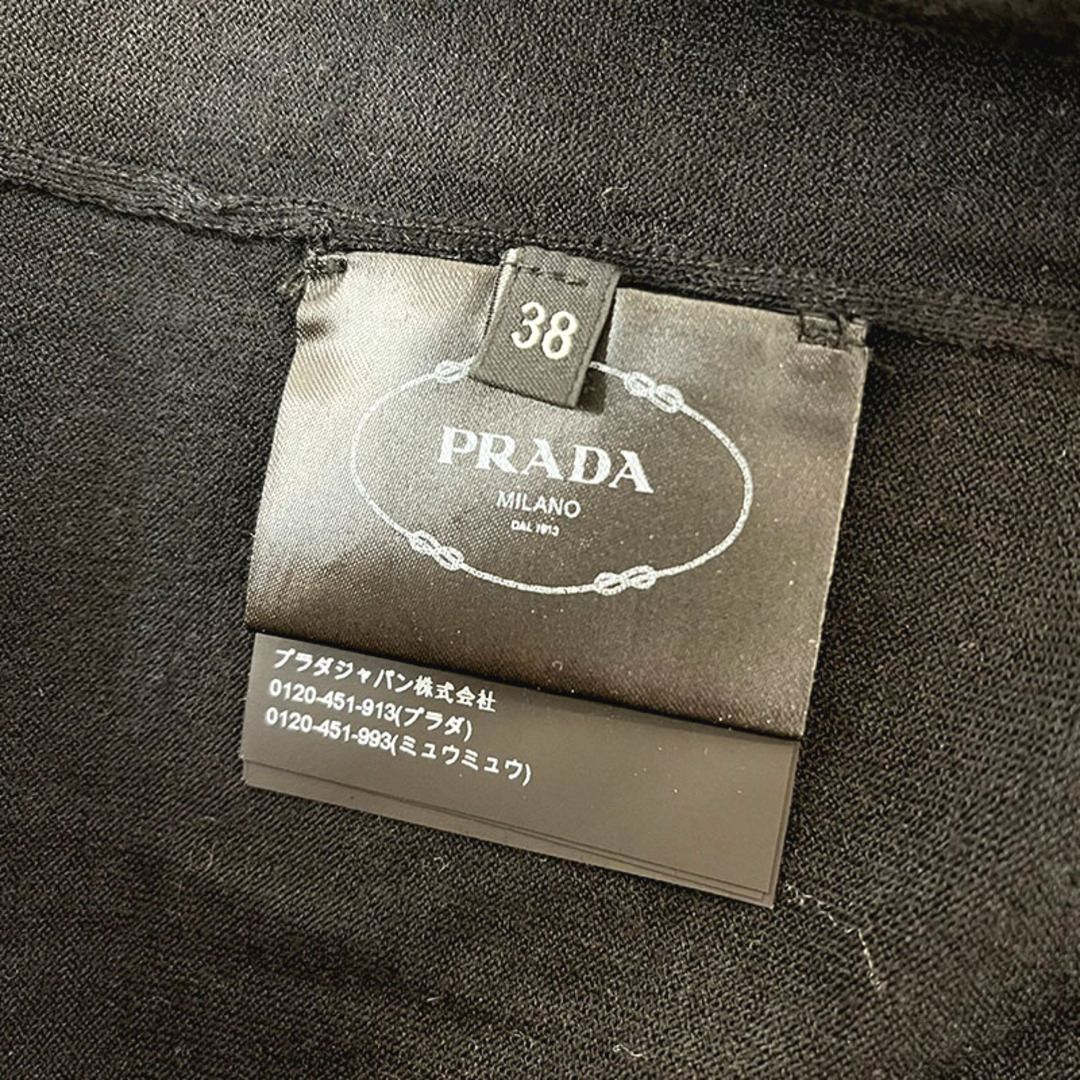 38
PRADA
MILANO
DAL 1913
プラダジャパン株式会社
0120-451-913(プラダ)
0120-451-993(ミュウミュウ)